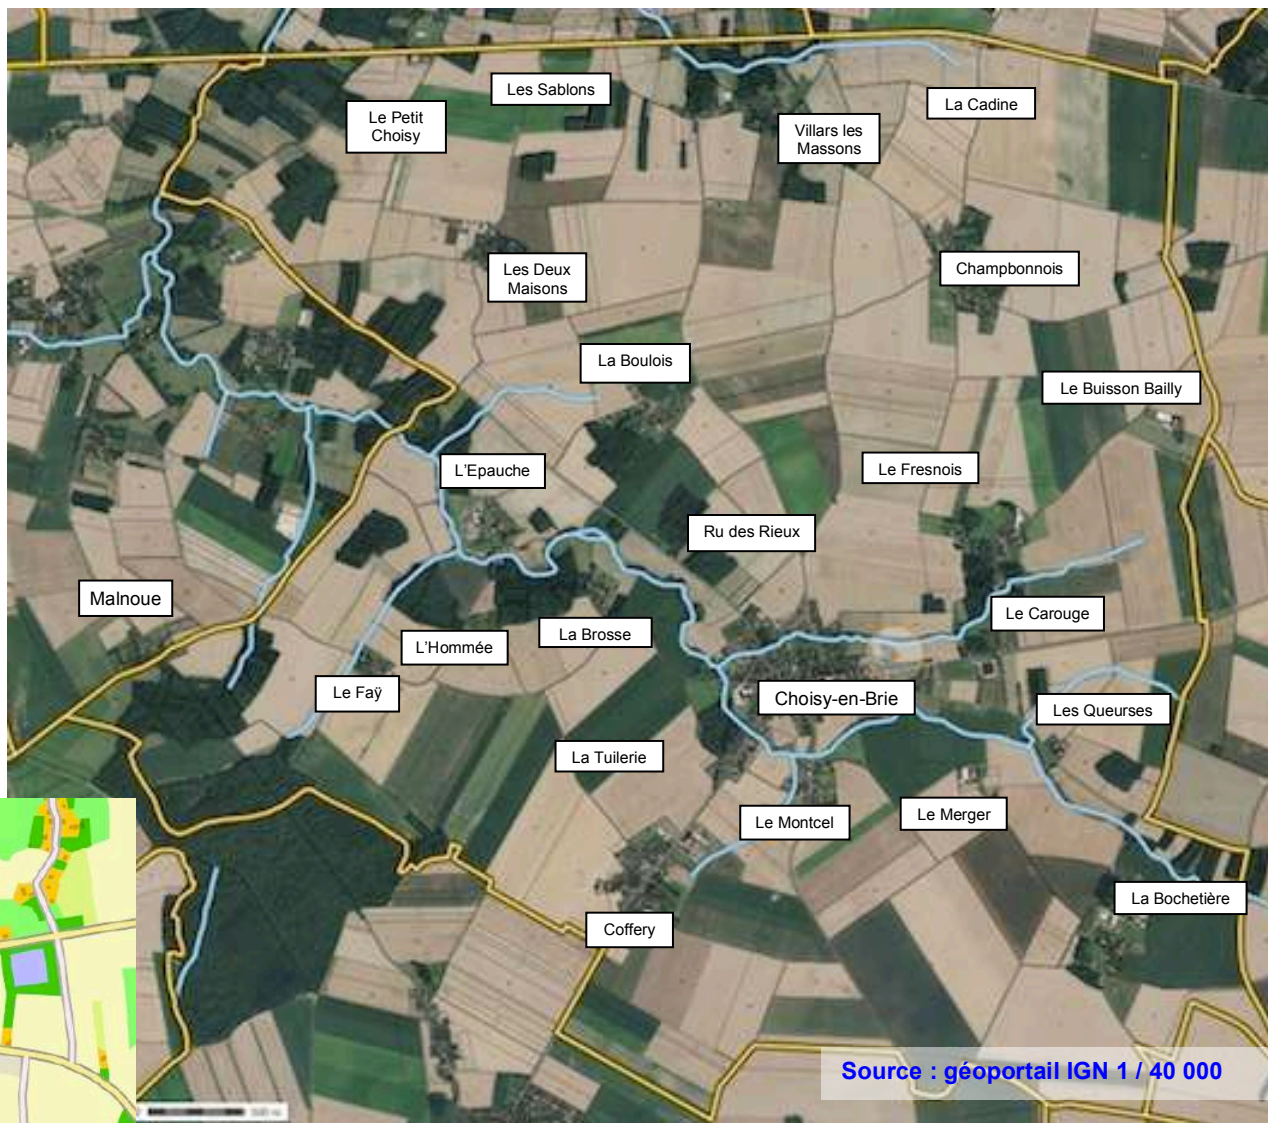 Les Sablons
La Cadine
Le Petit
Choisy
Villars les
Massons
Champbonnois
Les Deux
Maisons
La Boulois
Le Buisson Bailly
L'Epauche
Le Fresnois
Ru des Rieux
Malnoue
Le Carouge
La Brosse
L'Hommée
Le Faÿ
Choisy-en-Brie
Les Queurses
La Tuilerie
Le Montcel
Le Merger
La Bochetière
Coffery
Source : géoportail IGN 1 / 40 000